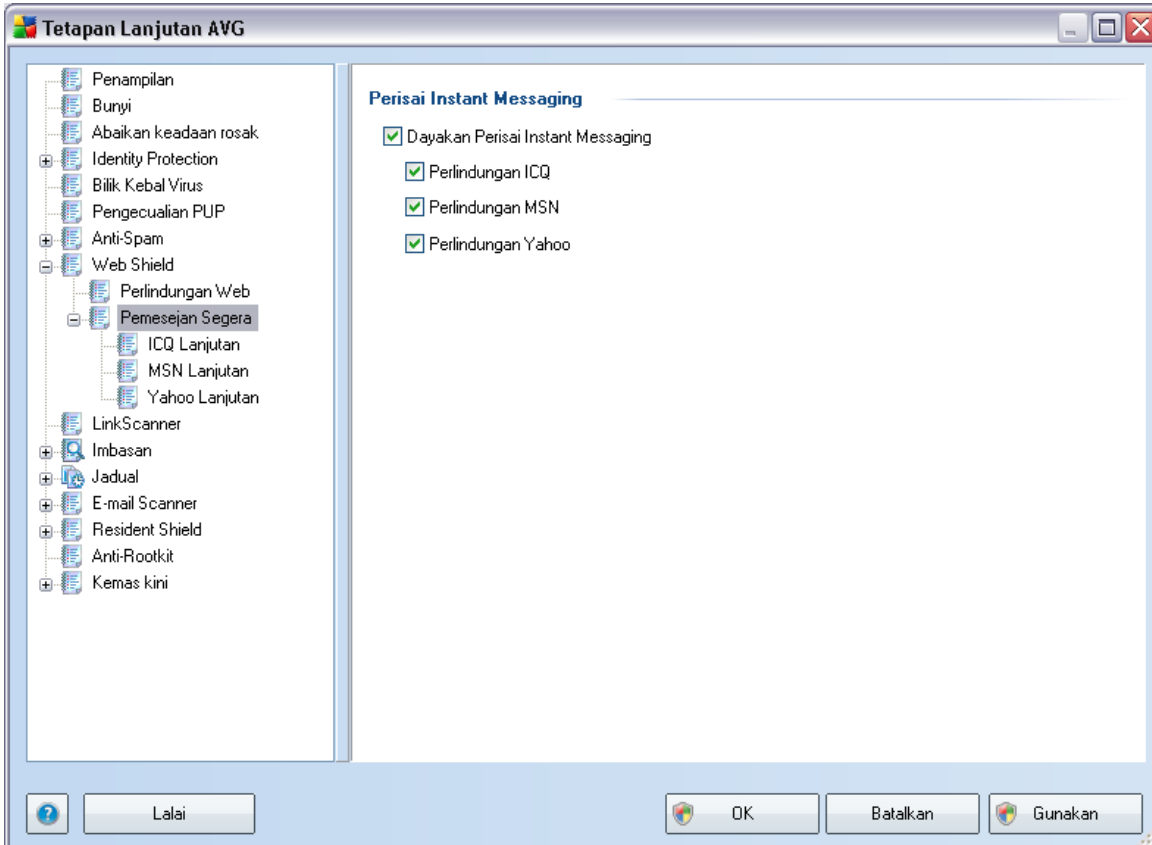 Tetapan Lanjutan AVG
Penampilan
Bunyi
Abaikan keadaan rosak
Identity Protection
Bilik Kebal Virus
Pengecualian PUP
Anti-Spam
Web Shield
Perlindungan Web
Pemesejan Segera
ICQ Lanjutan
MSN Lanjutan
Yahoo Lanjutan
LinkScanner
Imbasan
Jadual
E-mail Scanner
Resident Shield
Anti-Rootkit
Kemas kini
Perisai Instant Messaging
Dayakan Perisai Instant Messaging
Perlindungan ICQ
Perlindungan MSN
Perlindungan Yahoo
Lalai
OK
Batalkan
Gunakan